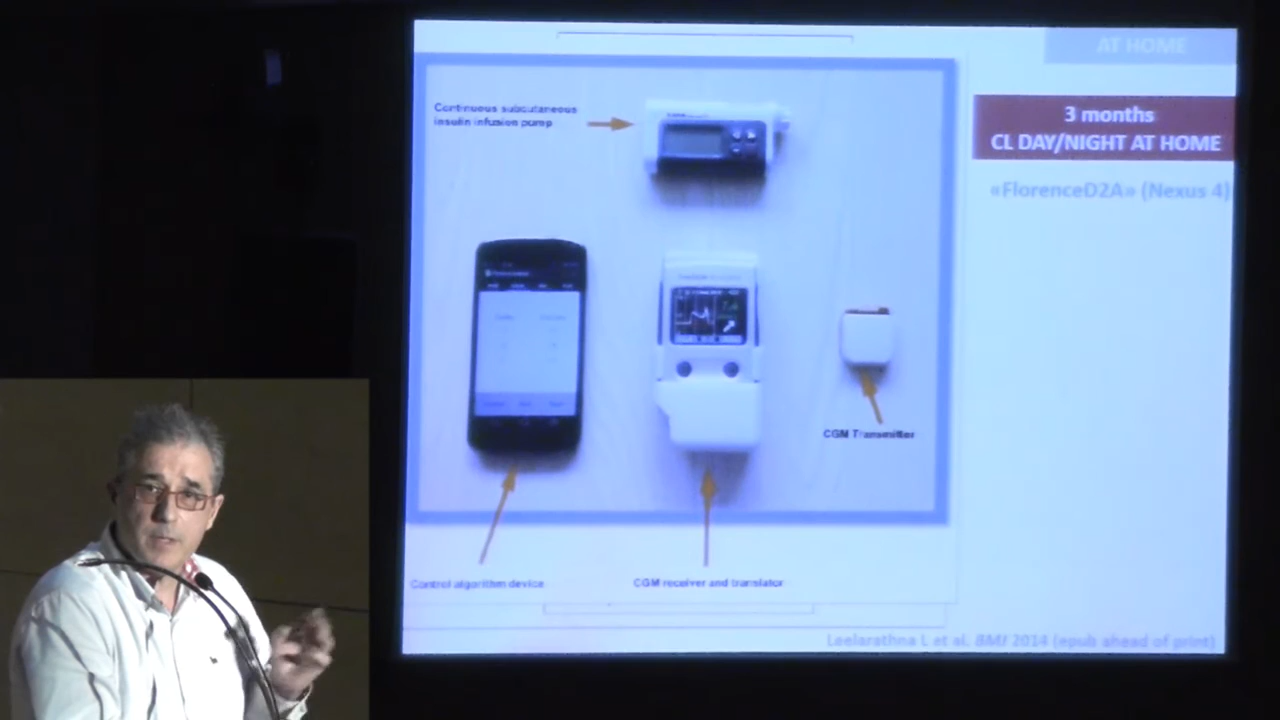 AT HOME
3 months
CL DAY/NIGHT AT HOME
«FlorenceD2A» (Nexus 4)
Continuous subcutaneous
insulin infusion pump
CGM Transmitter
Control algorithm device
CGM receiver and translator
Leelarathna L et al. BMJ 2014 (epub ahead of print)